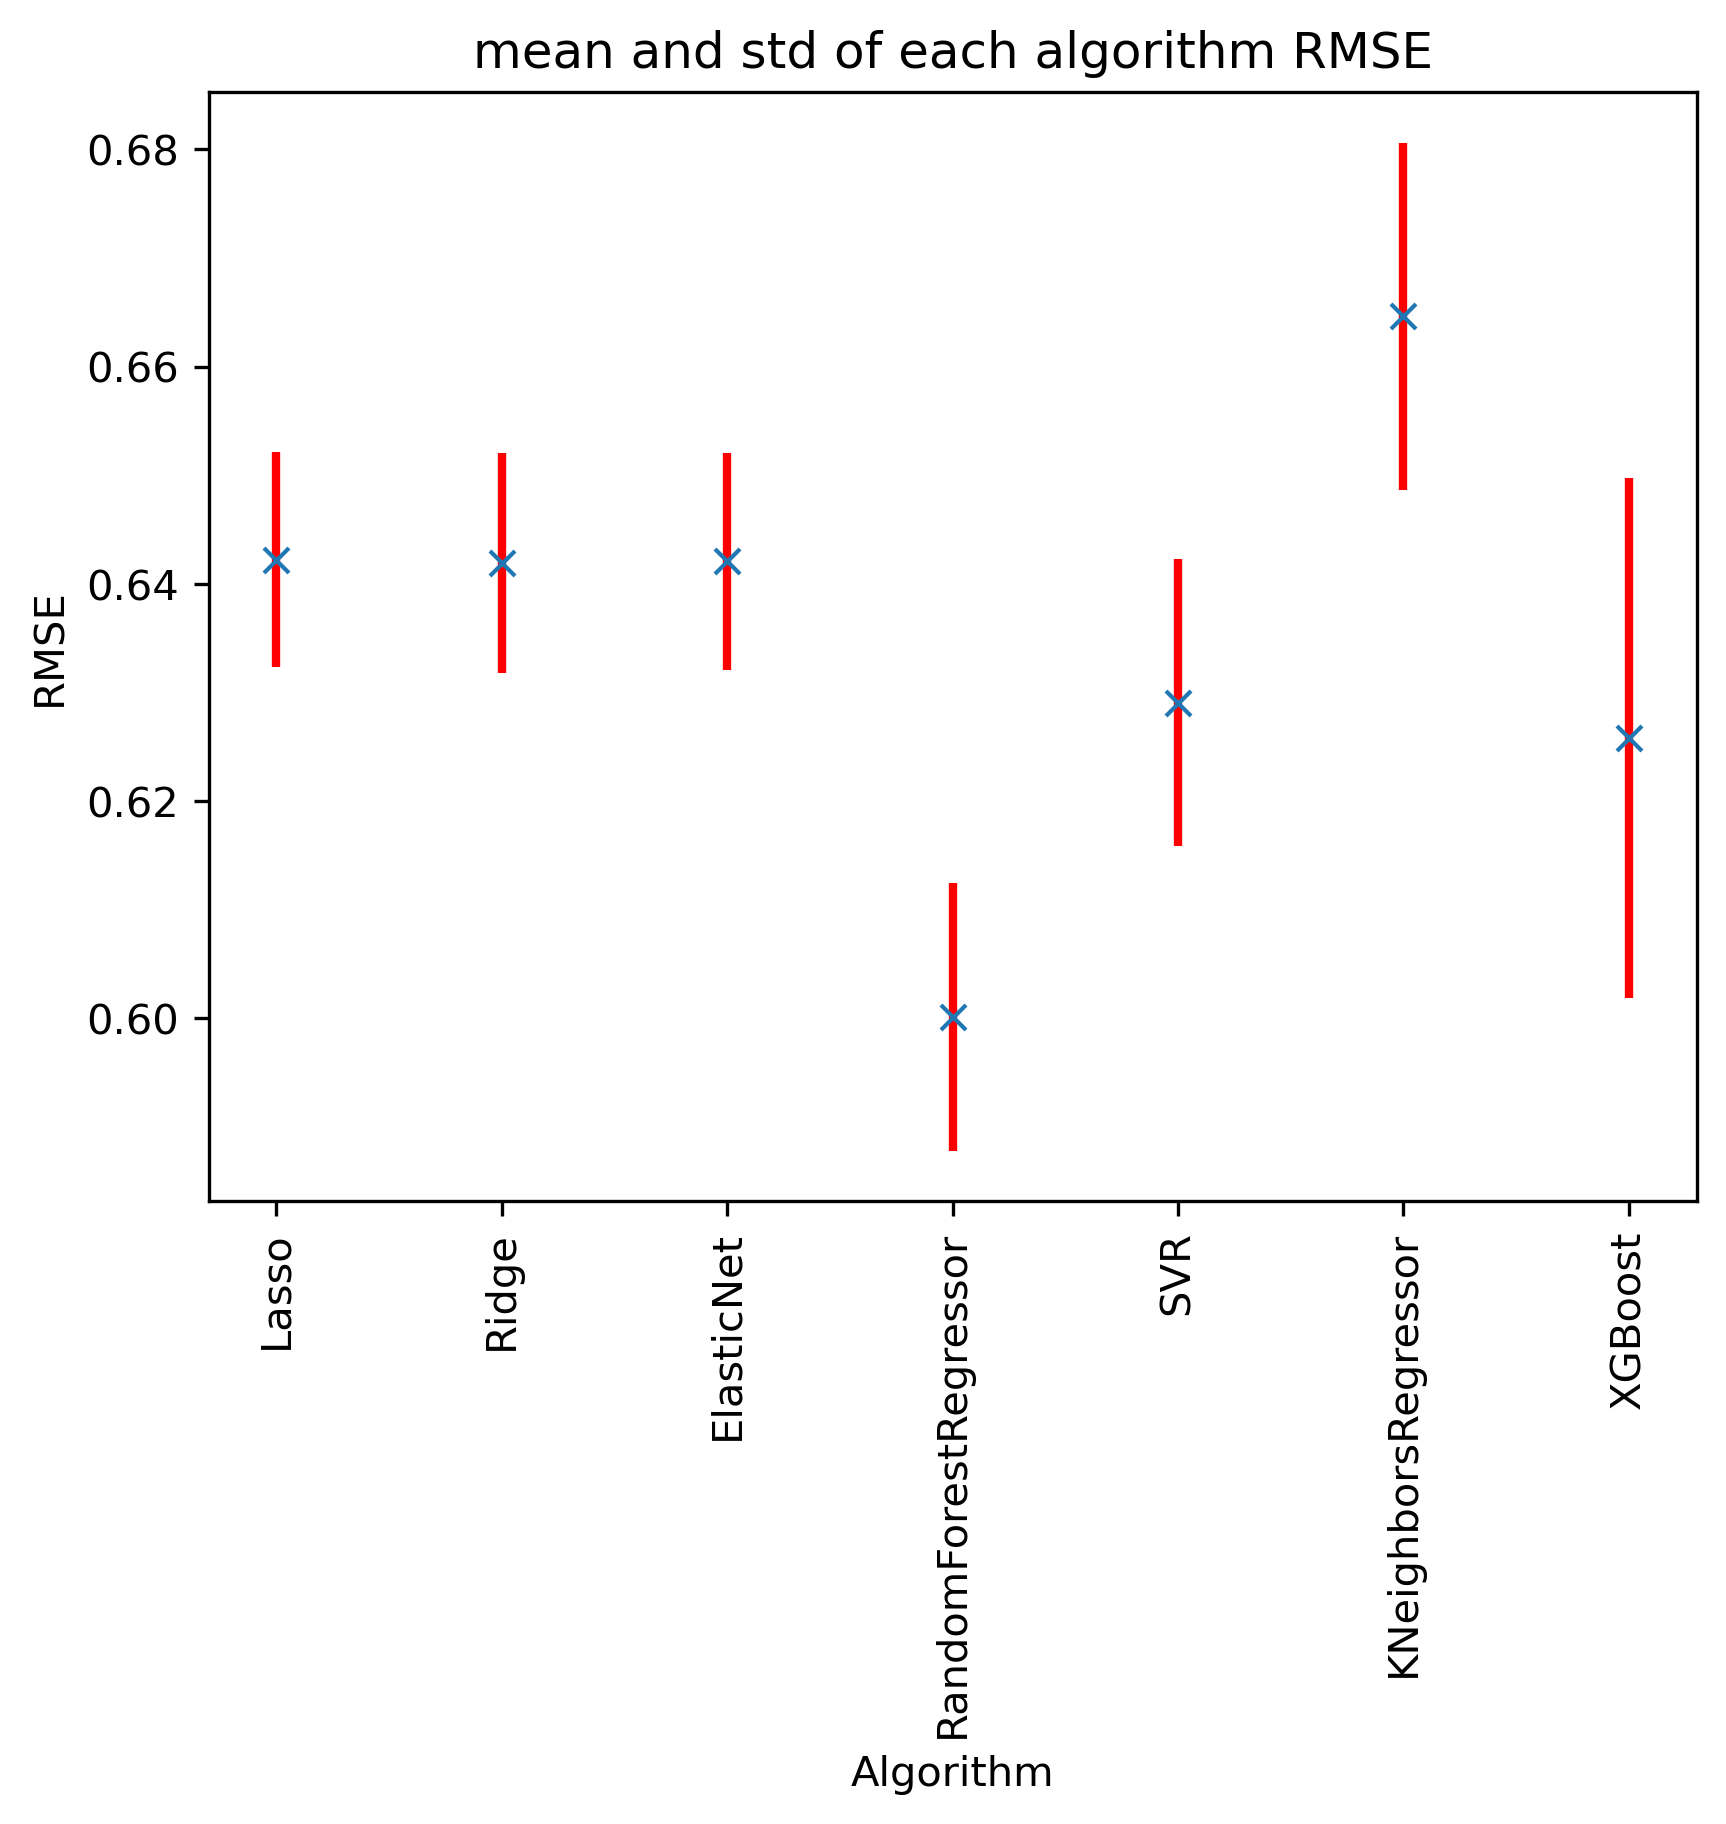 mean and std of each algorithm RMSE
RMSE
0.68
0.66
0.64
0.62
0.60
Lasso
Ridge
ElasticNet
RandomForestRegressor
SVR
KNeighborsRegressor
XGBoost
Algorithm